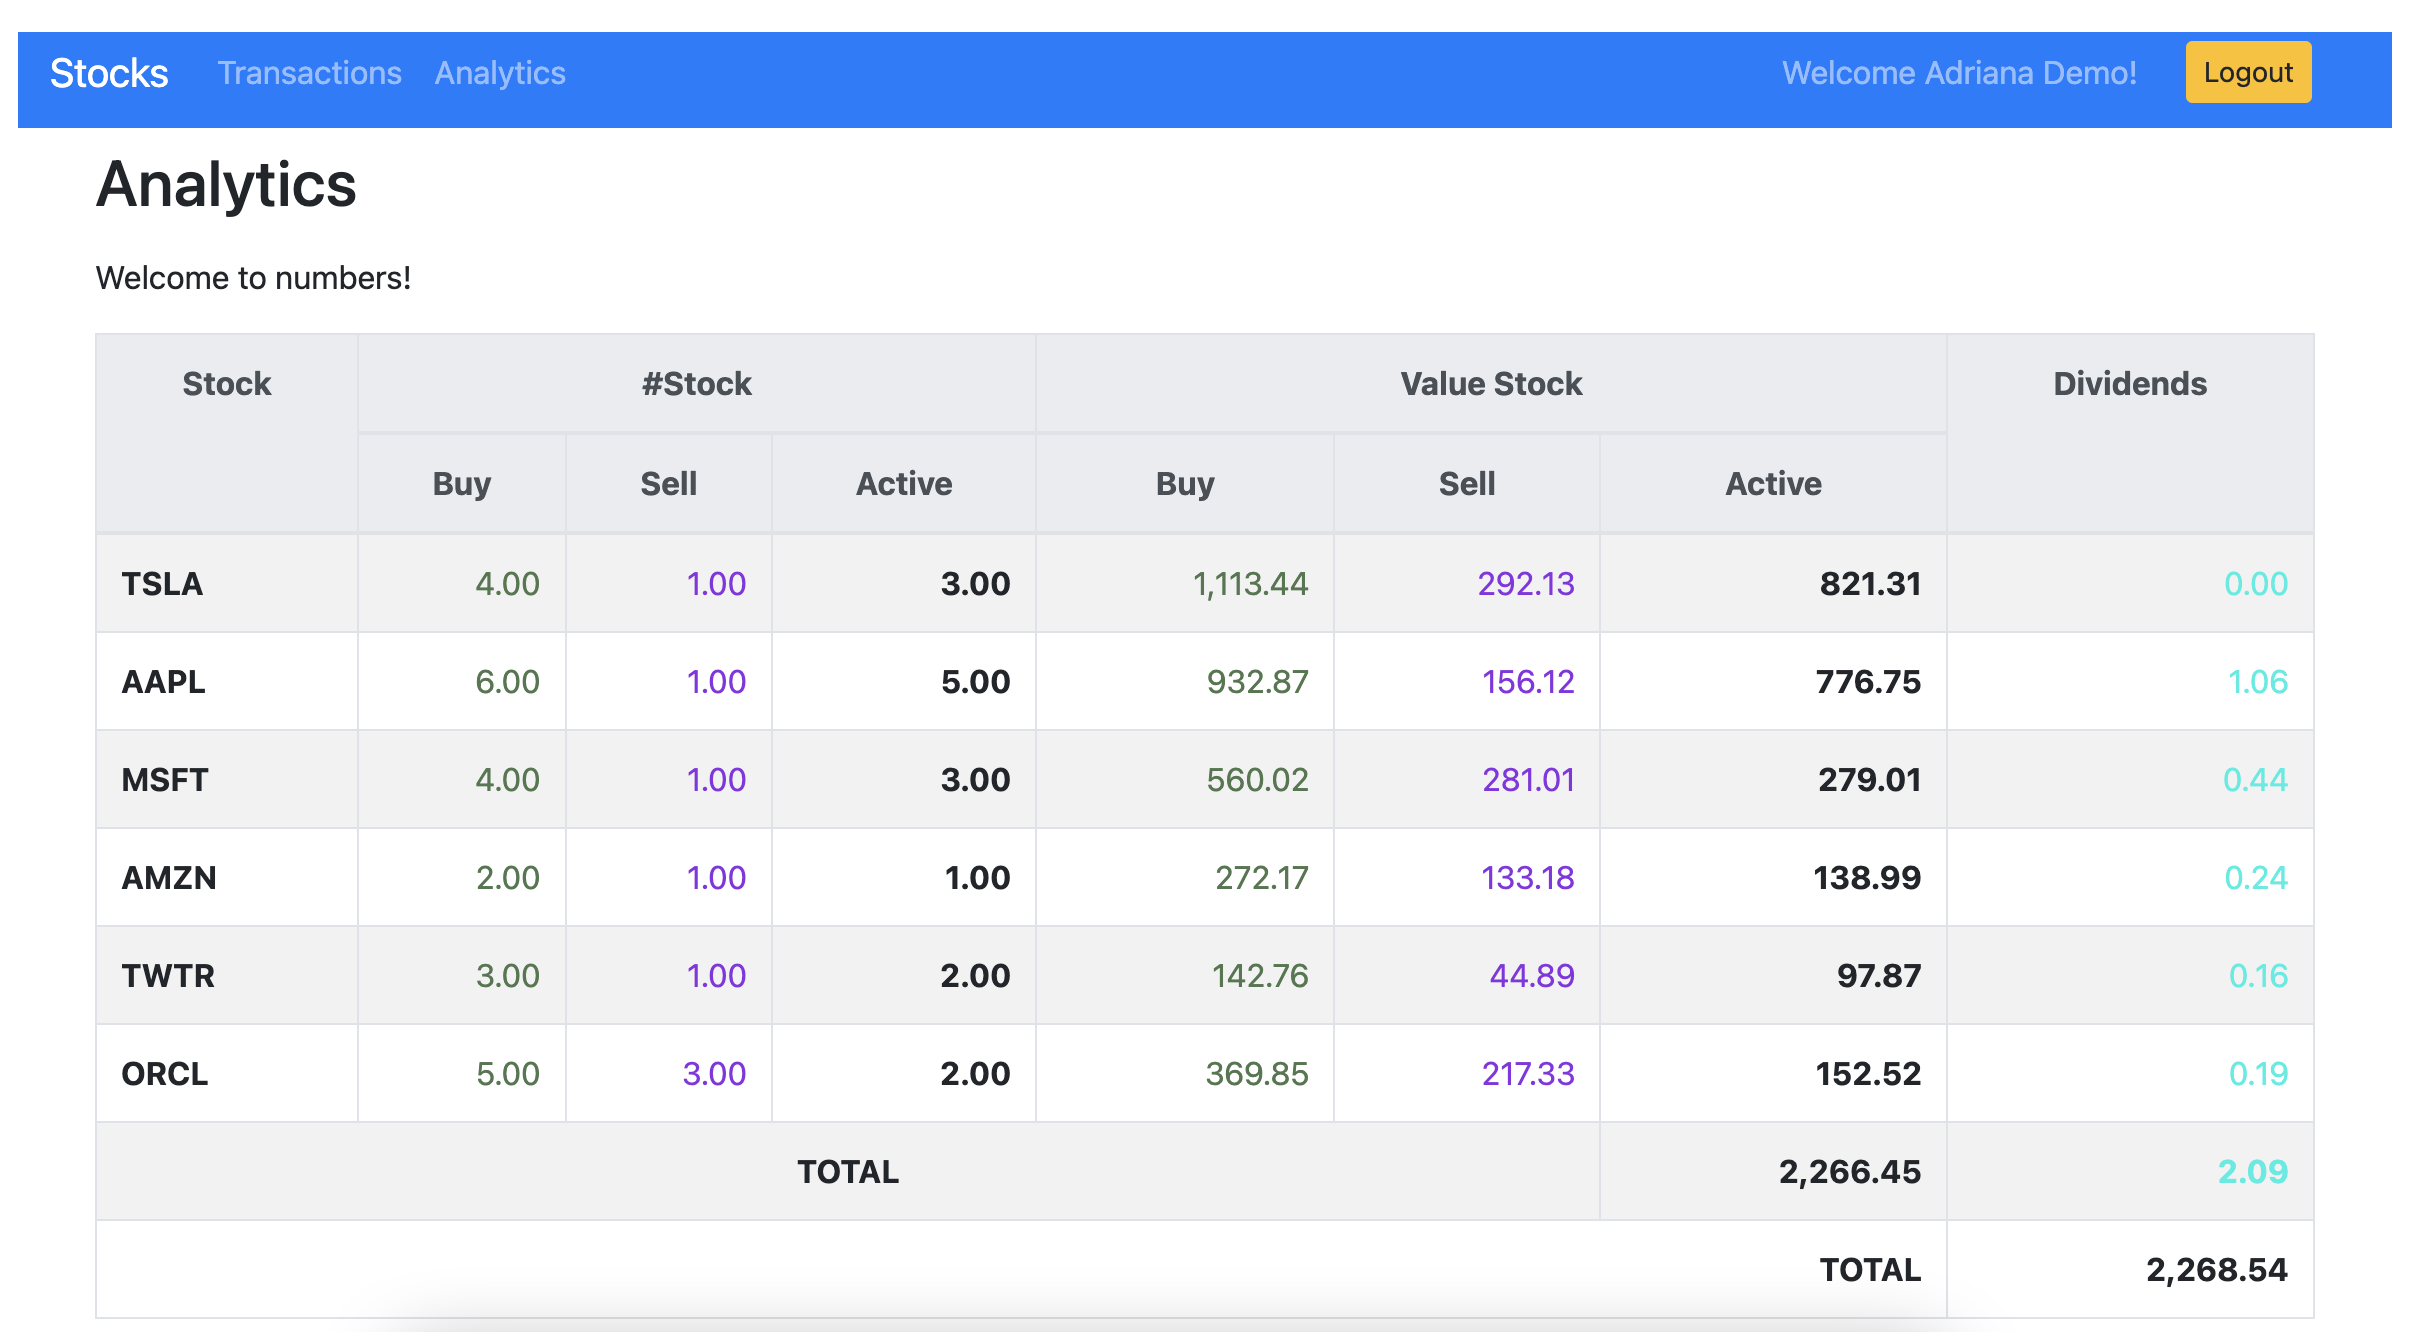 Stocks Transactions Analytics Welcome Adriana Demo! Logout
Analytics
Welcome to numbers!
Stock #Stock Value Stock Dividends
Buy Sell Active Buy Sell Active
TSLA 4.00 1.00 3.00 1,113.44 292.13 821.31 0.00
AAPL 6.00 1.00 5.00 932.87 156.12 776.75 1.06
MSFT 4.00 1.00 3.00 560.02 281.01 279.01 0.44
AMZN 2.00 1.00 1.00 272.17 133.18 138.99 0.24
TWTR 3.00 1.00 2.00 142.76 44.89 97.87 0.16
ORCL 5.00 3.00 2.00 369.85 217.33 152.52 0.19
TOTAL 2,266.45 2.09
TOTAL 2,268.54